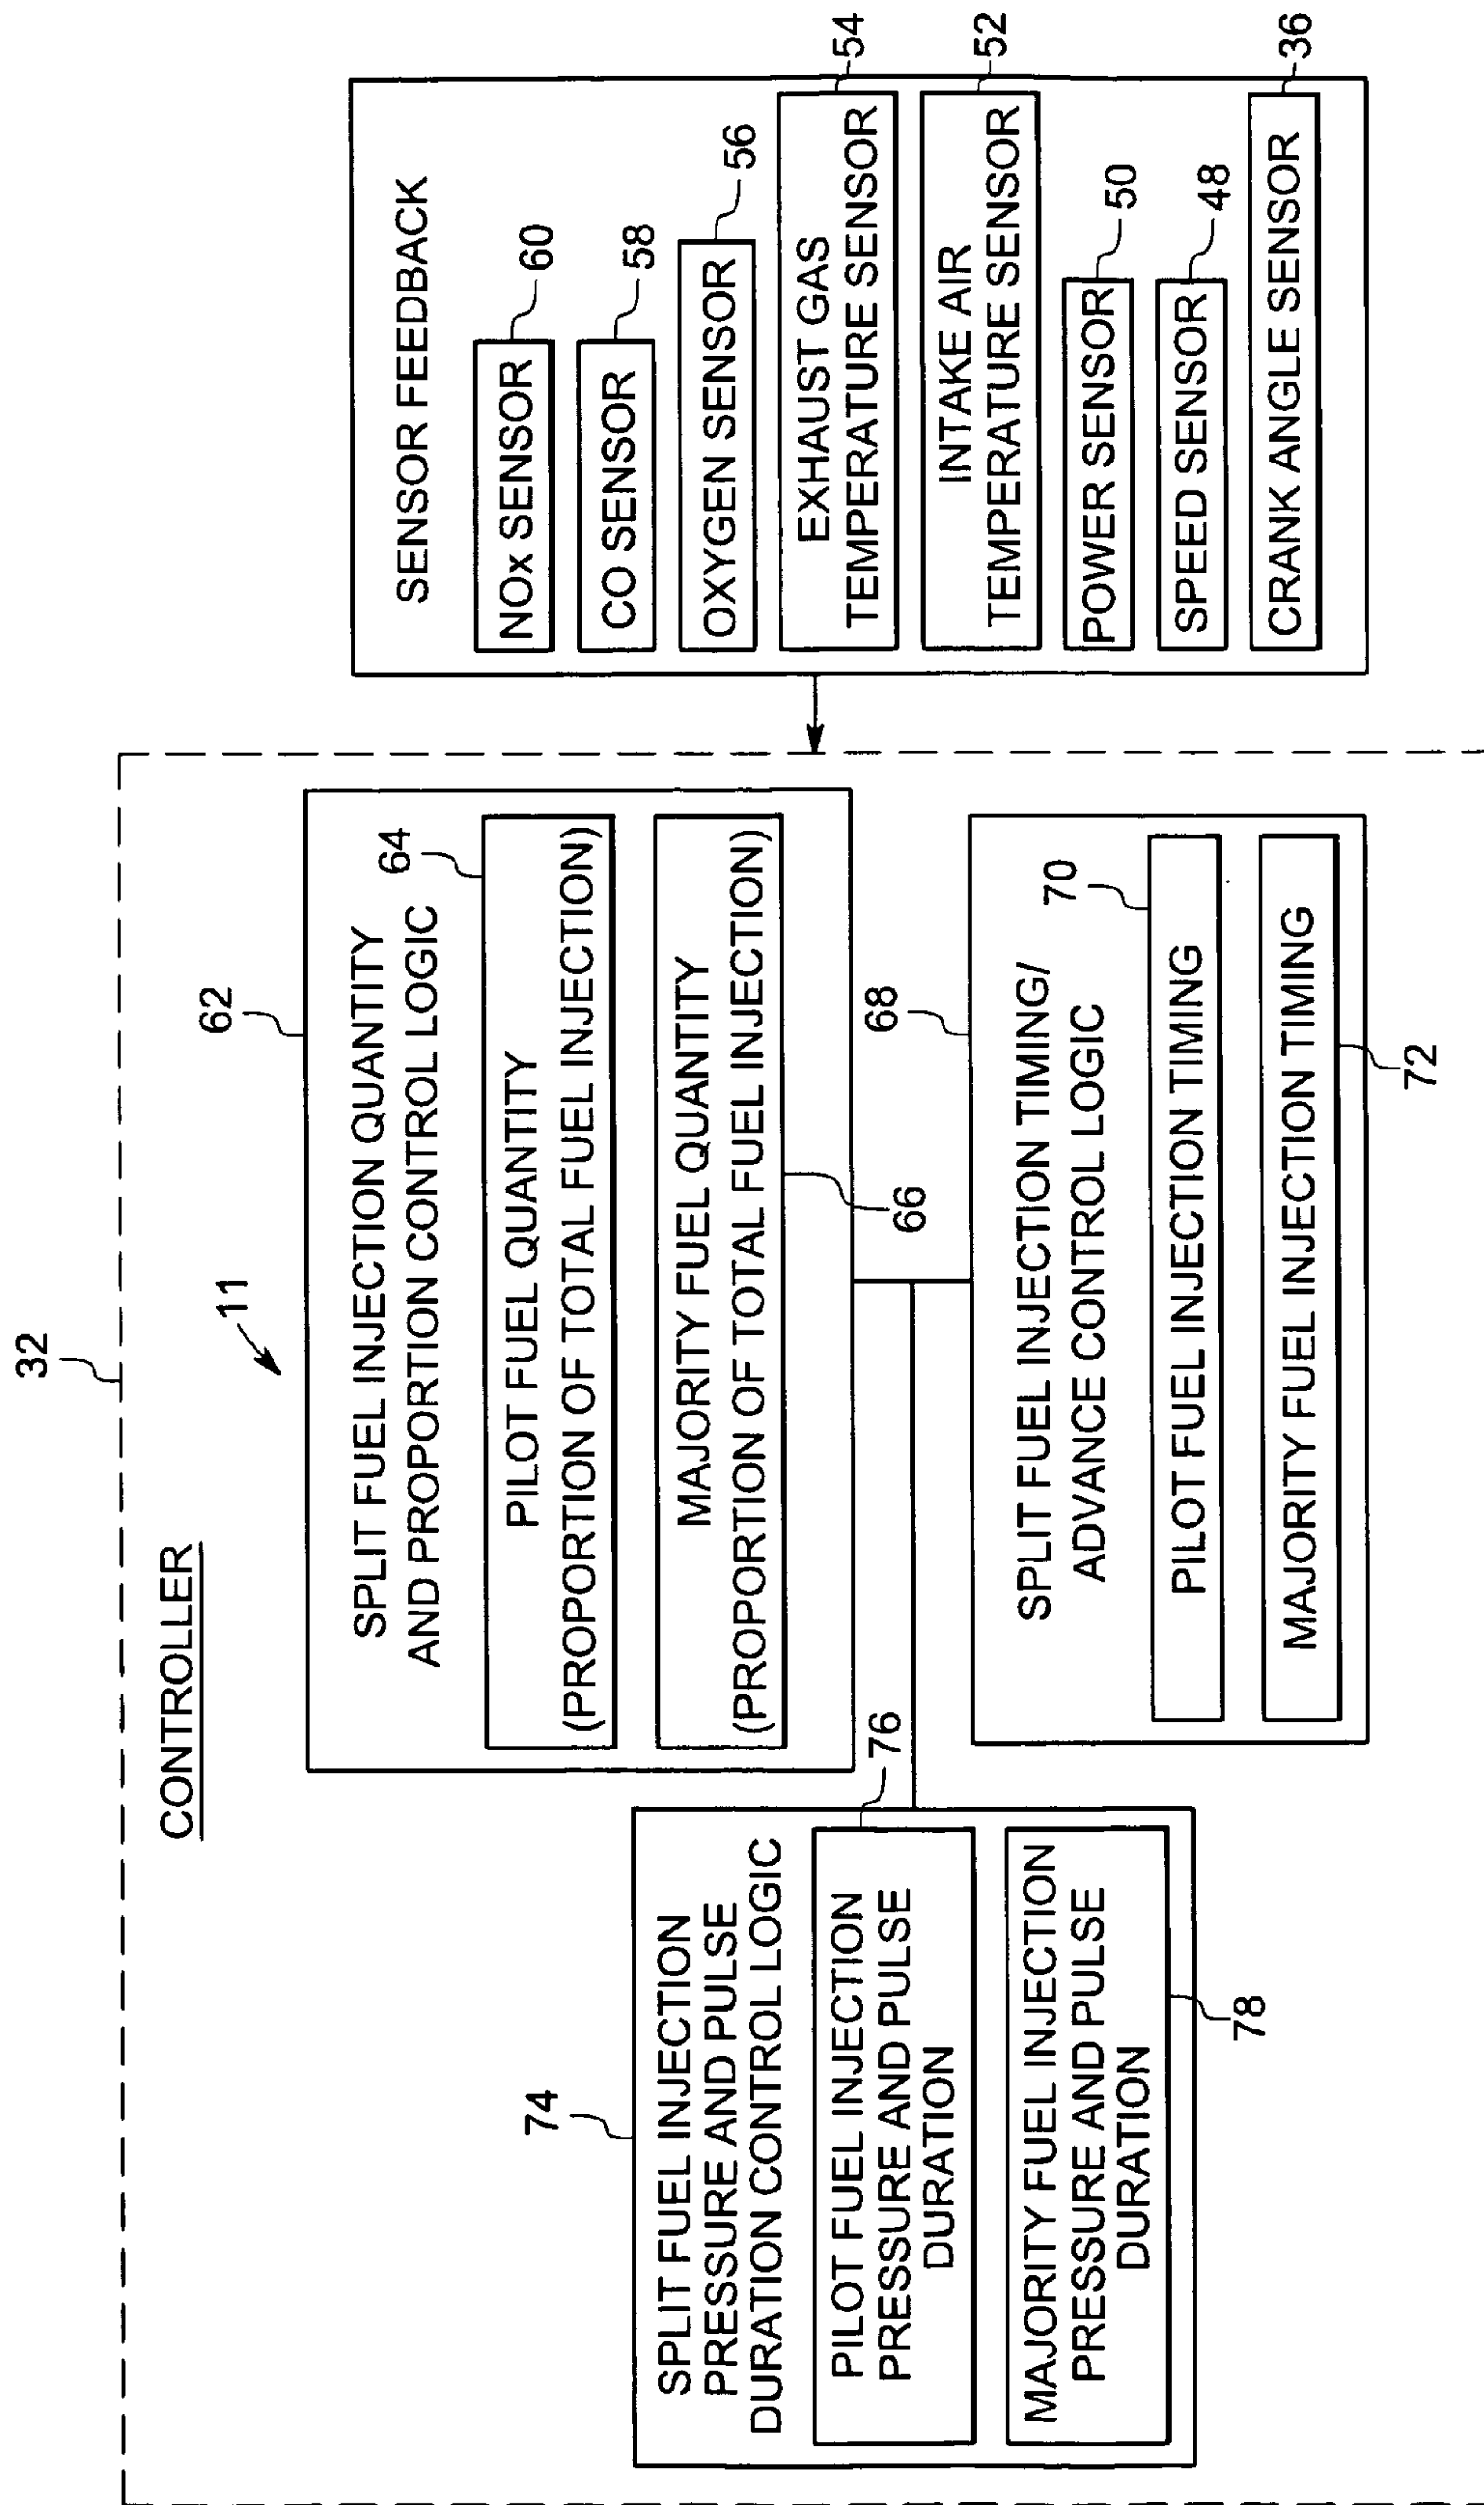 32
CONTROLLER
11
62
SPLIT FUEL INJECTION QUANTITY
AND PROPORTION CONTROL LOGIC
64
PILOT FUEL QUANTITY
(PROPORTION OF TOTAL FUEL INJECTION)
MAJORITY FUEL QUANTITY
(PROPORTION OF TOTAL FUEL INJECTION)
66
74
SPLIT FUEL INJECTION
PRESSURE AND PULSE
DURATION CONTROL LOGIC
76
PILOT FUEL INJECTION
PRESSURE AND PULSE
DURATION
MAJORITY FUEL INJECTION
PRESSURE AND PULSE
DURATION
78
68
SPLIT FUEL INJECTION TIMING/
ADVANCE CONTROL LOGIC
70
PILOT FUEL INJECTION TIMING
MAJORITY FUEL INJECTION TIMING
72
SENSOR FEEDBACK
NOx SENSOR
60
CO SENSOR
58
OXYGEN SENSOR
56
EXHAUST GAS
TEMPERATURE SENSOR
54
INTAKE AIR
TEMPERATURE SENSOR
52
POWER SENSOR
50
SPEED SENSOR
48
CRANK ANGLE SENSOR
36